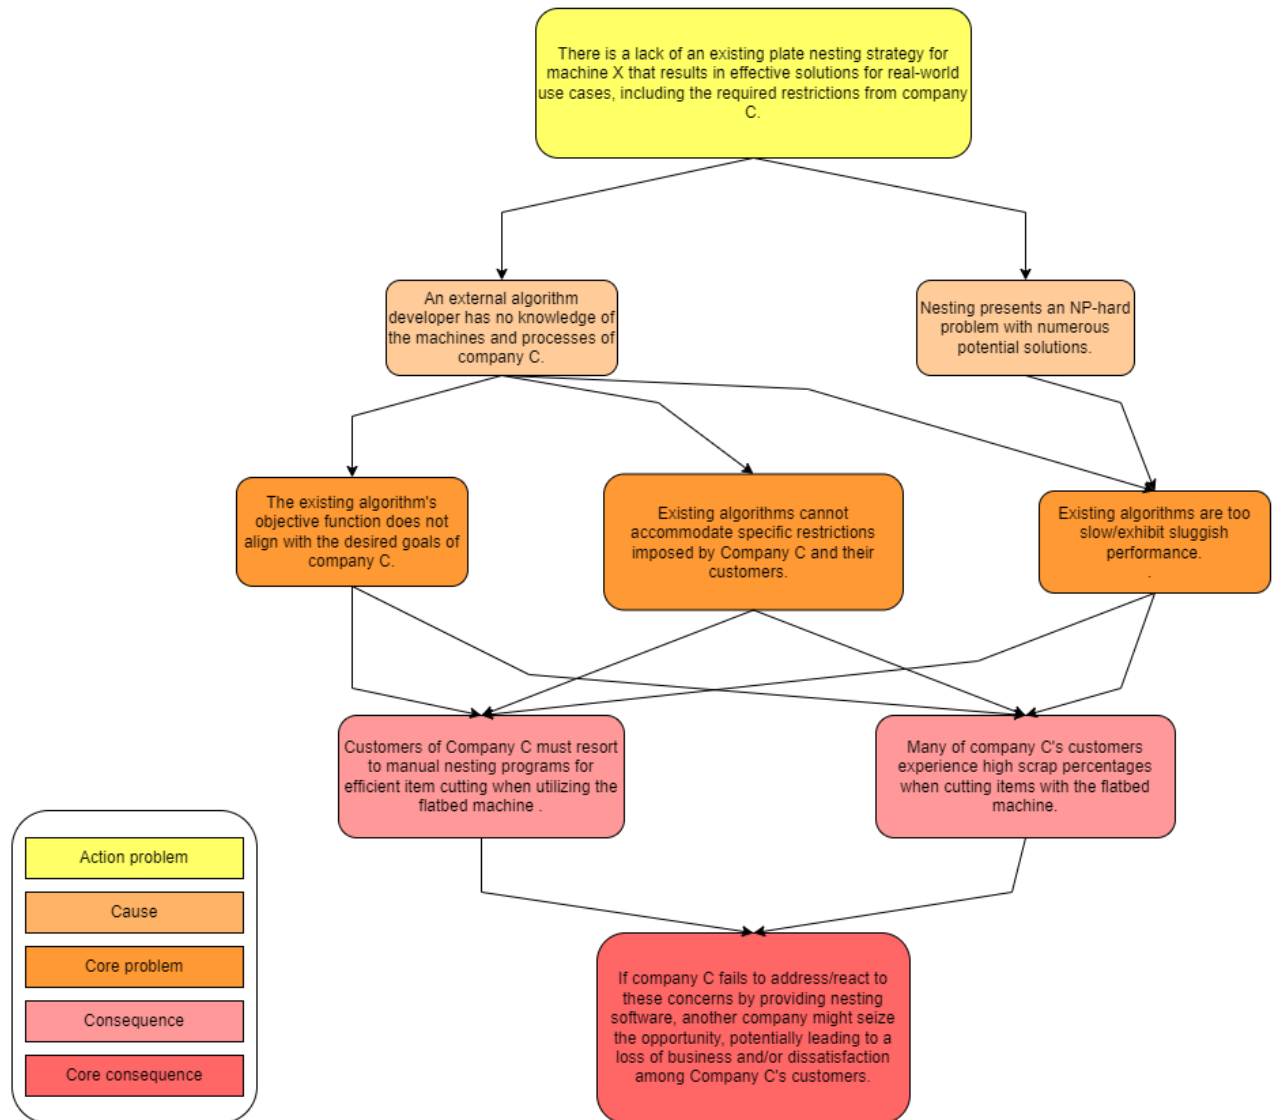 There is a lack of an existing plate nesting strategy for
machine X that results in effective solutions for real-world
use cases, including the required restrictions from company
C.
An external algorithm
developer has no knowledge of
the machines and processes of
company C.
Nesting presents an NP-hard
problem with numerous
potential solutions.
The existing algorithm's
objective function does not
align with the desired goals of
company C.
Existing algorithms cannot
accommodate specific restrictions
imposed by Company C and their
customers.
Existing algorithms are too
slow/exhibit sluggish
performance.
.
Customers of Company C must resort
to manual nesting programs for
efficient item cutting when utilizing the
flatbed machine .
Many of company C's customers
experience high scrap percentages
when cutting items with the flatbed
machine.
If company C fails to address/react to
these concerns by providing nesting
software, another company might seize
the opportunity, potentially leading to a
loss of business and/or dissatisfaction
among Company C's customers.
Action problem
Cause
Core problem
Consequence
Core consequence